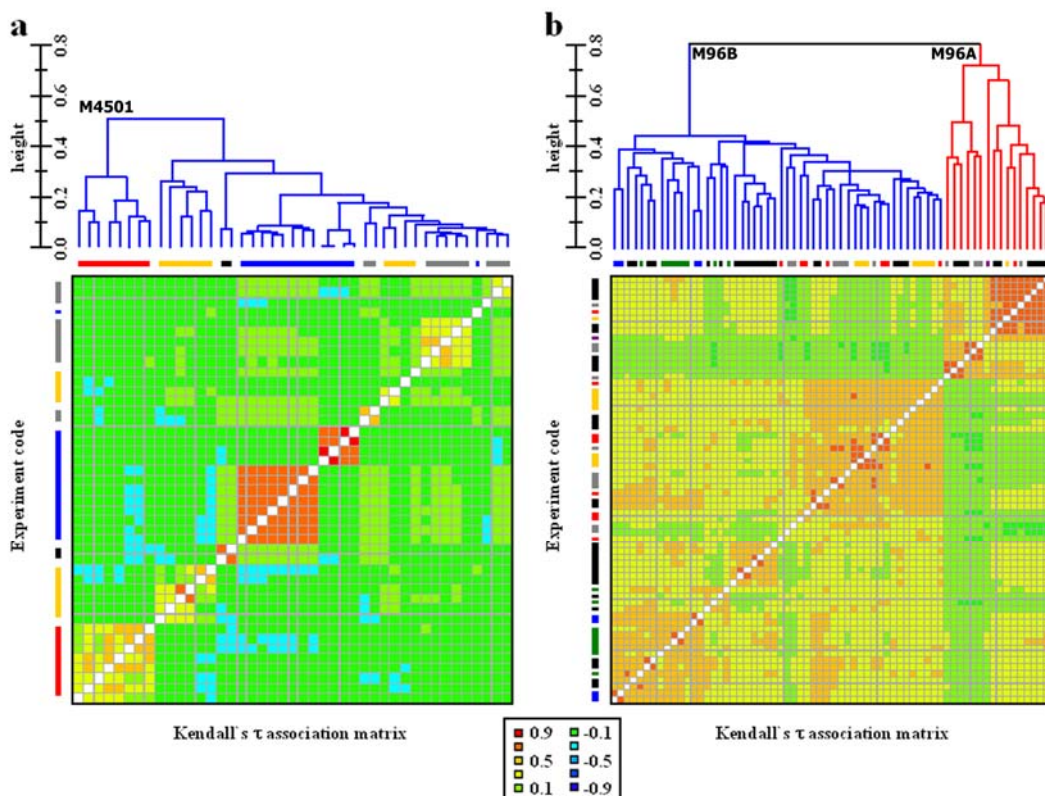 a
b
0.8
0.6
0.4
0.2
0.0
height
M4501
0.8
0.6
0.4
0.2
0.0
height
M96B
M96A
Experiment code
Experiment code
Kendall`s τ association matrix
Kendall`s τ association matrix
0.9 -0.1
0.5 -0.5
0.1 -0.9